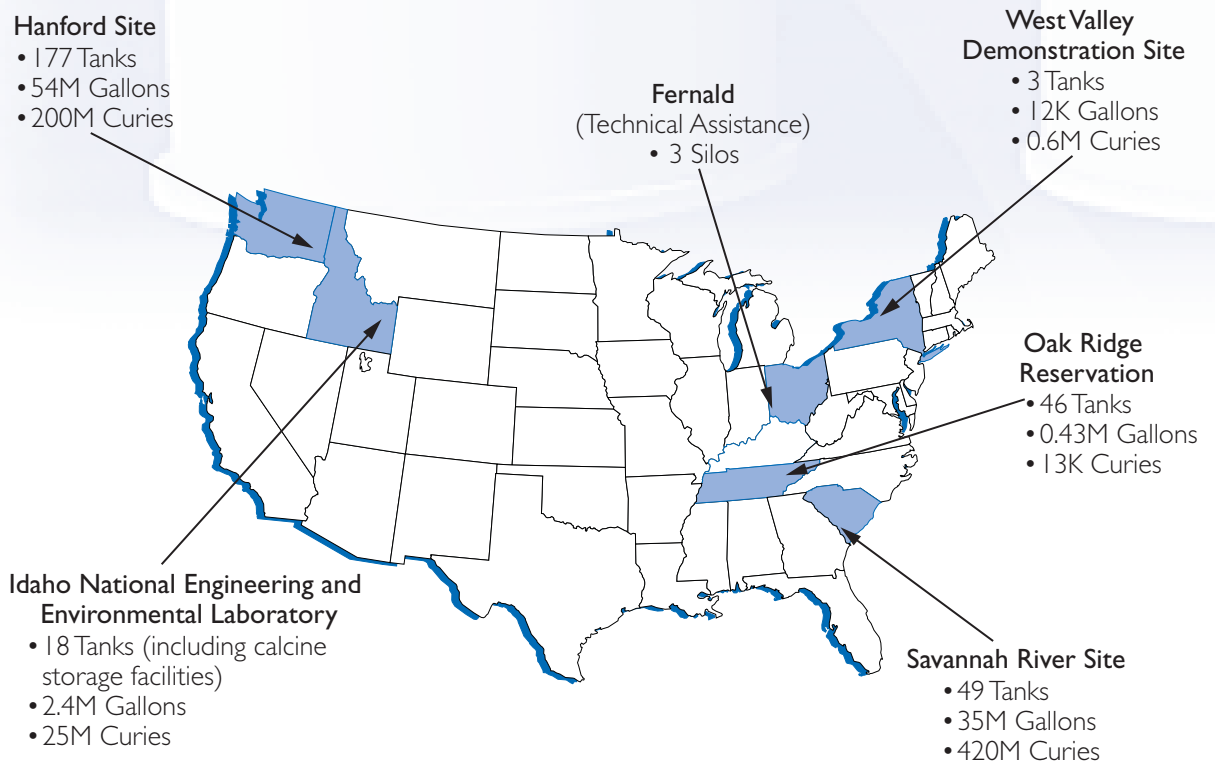 Hanford Site
• 177 Tanks
• 54M Gallons
• 200M Curies
West Valley
Demonstration Site
• 3 Tanks
• 12K Gallons
• 0.6M Curies
Fernald
(Technical Assistance)
• 3 Silos
Oak Ridge
Reservation
• 46 Tanks
• 0.43M Gallons
• 13K Curies
Idaho National Engineering and
Environmental Laboratory
• 18 Tanks (including calcine
storage facilities)
• 2.4M Gallons
• 25M Curies
Savannah River Site
• 49 Tanks
• 35M Gallons
• 420M Curies